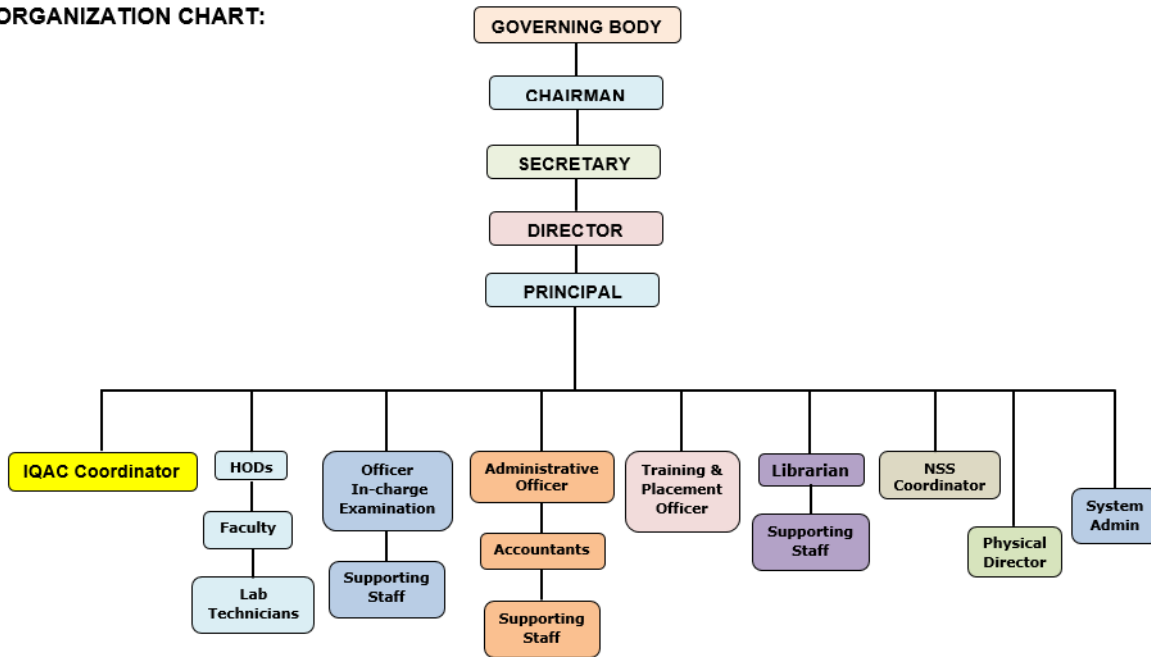 ORGANIZATION CHART:
GOVERNING BODY
CHAIRMAN
SECRETARY
DIRECTOR
PRINCIPAL
IQAC Coordinator
HODs
Faculty
Lab
Technicians
Officer
In-charge
Examination
Supporting
Staff
Administrative
Officer
Accountants
Supporting
Staff
Training &
Placement
Officer
Librarian
Supporting
Staff
NSS
Coordinator
Physical
Director
System
Admin